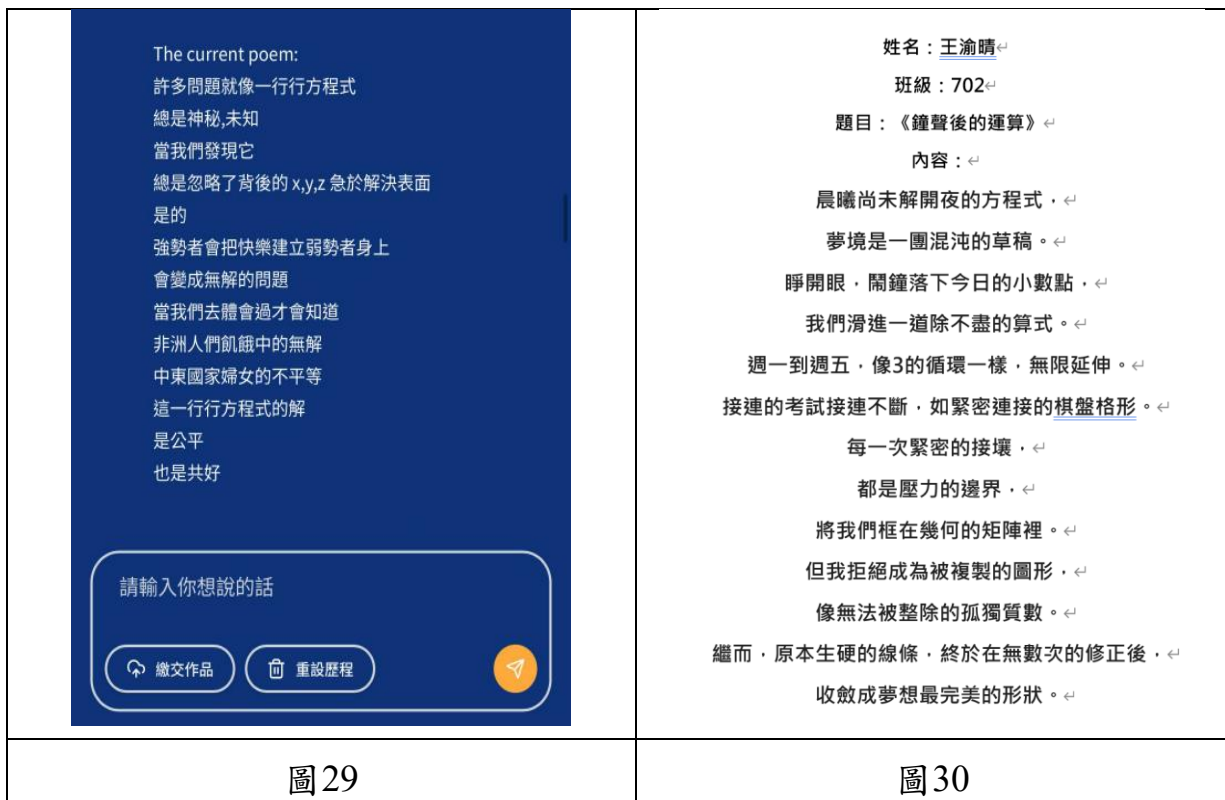 The current poem:
許多問題就像一行行方程式
總是神秘,未知
當我們發現它
總是忽略了背後的 x,y,z 急於解決表面
是的
強勢者會把快樂建立弱勢者身上
會變成無解的問題
當我們去體會過才會知道
非洲人們飢餓中的無解
中東國家婦女的不平等
這一行行方程式的解
是公平
也是共好
請輸入你想說的話
繳交作品
重設歷程
圖29
姓名：王渝晴
班級：702
題目：《鐘聲後的運算》
內容：
晨曦尚未解開夜的方程式，
夢境是一團混沌的草稿。
睜開眼，鬧鐘落下今日的小數點，
我們滑進一道除不盡的算式。
週一到週五，像3的循環一樣，無限延伸。
接連的考試接連不斷，如緊密連接的棋盤格形。
每一次緊密的接壤，
都是壓力的邊界，
將我們框在幾何的矩陣裡。
但我拒絕成為被複製的圖形，
像無法被整除的孤獨質數。
繼而，原本生硬的線條，終於在無數次的修正後，
收斂成夢想最完美的形狀。
圖30